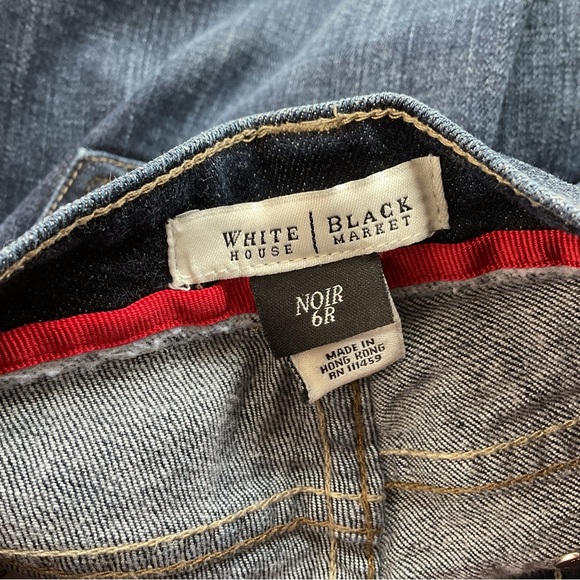 WHITE | BLACK
HOUSE | MARKET
NOIR
6R
MADE IN
HONG KONG
RN 111459